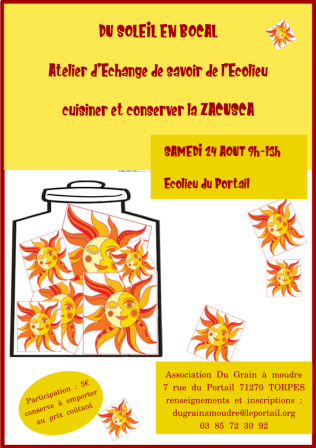 DU SOLEIL EN BOCAL
Atelier d'Echange de savoir de l'Ecolieu
cuisiner et conserver la ZACUSCA
SAMEDI 24 AOUT 9h-13h
Ecolieu du Portail
Participation : 5€
conserve à emporter
au prix coûtant
Association Du Grain à moudre
7 rue du Portail 71270 TORPES
renseignements et inscriptions :
dugrainamoudre@leportail.org
03 85 72 30 92